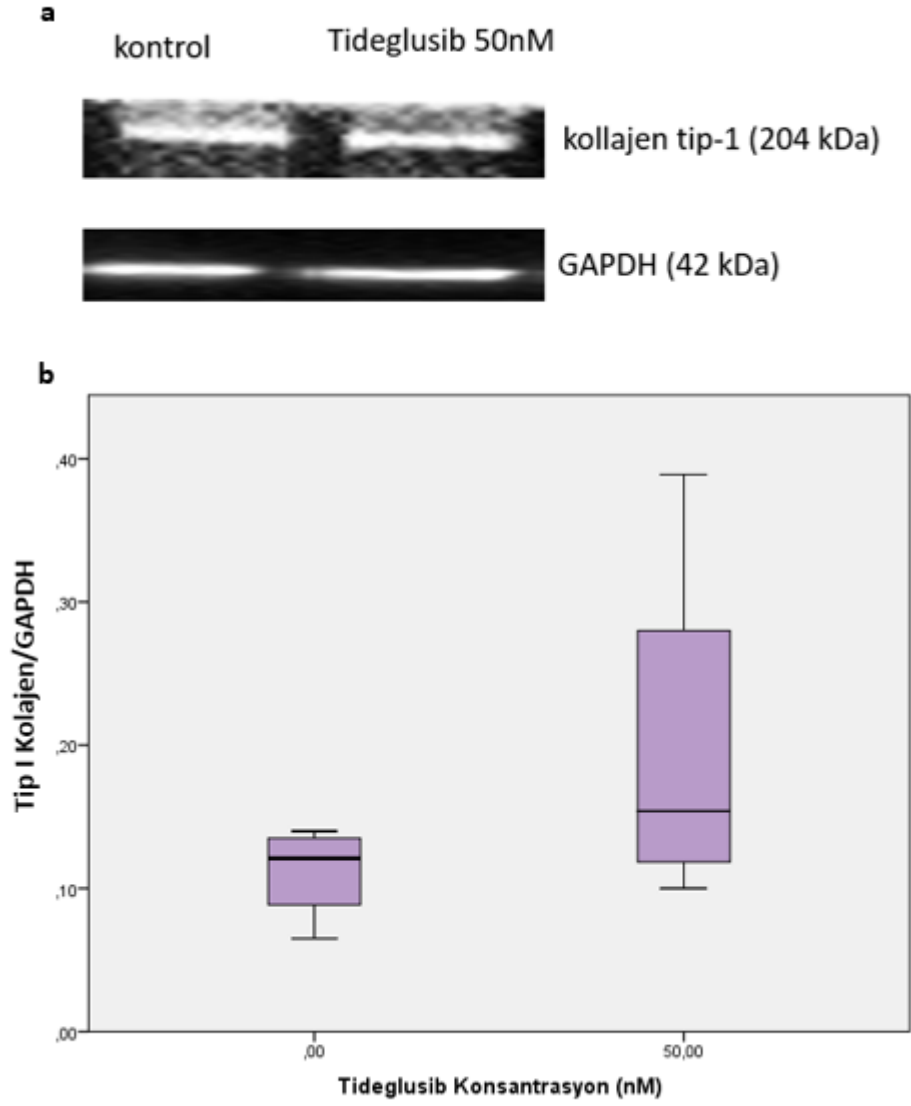 a
kontrol
Tideglusib 50nM
kollajen tip-1 (204 kDa)
GAPDH (42 kDa)
b
Tip I Kolajen/GAPDH
,40
,30
,20
,10
,00
,00
50,00
Tideglusib Konsantrasyon (nM)